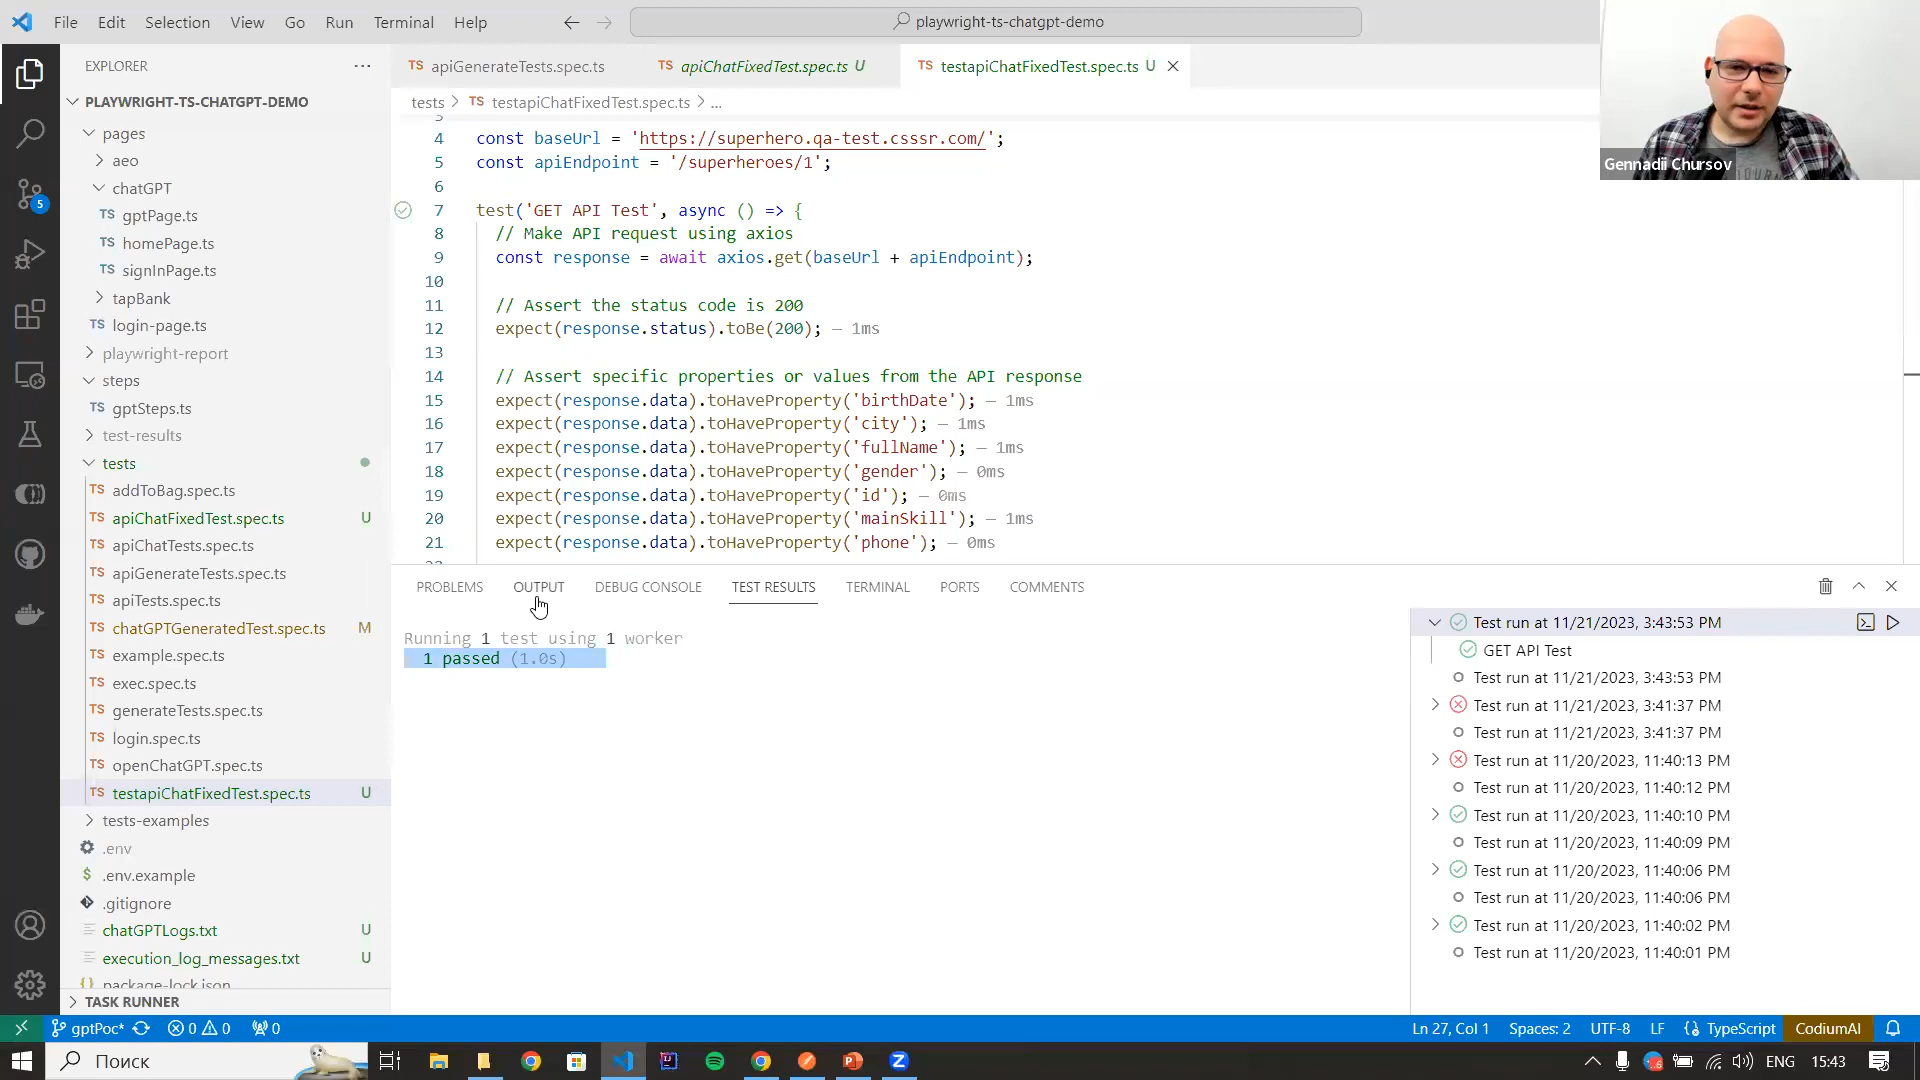 File Edit Selection View Go Run Terminal Help
playwright-ts-chatgpt-demo
EXPLORER
PLAYWRIGHT-TS-CHATGPT-DEMO
pages
aeo
chatGPT
TS gptPage.ts
TS homePage.ts
TS signInPage.ts
tapBank
TS login-page.ts
playwright-report
steps
TS gptSteps.ts
test-results
tests
TS addToBag.spec.ts
TS apiChatFixedTest.spec.ts U
TS apiChatTests.spec.ts
TS apiGenerateTests.spec.ts
TS apiTests.spec.ts
TS chatGPTGeneratedTest.spec.ts M
TS example.spec.ts
TS exec.spec.ts
TS generateTests.spec.ts
TS login.spec.ts
TS openChatGPT.spec.ts
TS testapiChatFixedTest.spec.ts U
tests-examples
.env
$ .env.example
.gitignore
chatGPTLogs.txt U
execution_log_messages.txt U
{} package-lock.json
TASK RUNNER
5
TS apiGenerateTests.spec.ts
TS apiChatFixedTest.spec.ts U
TS testapiChatFixedTest.spec.ts U
tests > TS testapiChatFixedTest.spec.ts > ...
3
4 const baseUrl = 'https://superhero.qa-test.csssr.com/';
5 const apiEndpoint = '/superheroes/1';
6
7 test('GET API Test', async () => {
8 // Make API request using axios
9 const response = await axios.get(baseUrl + apiEndpoint);
10
11 // Assert the status code is 200
12 expect(response.status).toBe(200); — 1ms
13
14 // Assert specific properties or values from the API response
15 expect(response.data).toHaveProperty('birthDate'); — 1ms
16 expect(response.data).toHaveProperty('city'); — 1ms
17 expect(response.data).toHaveProperty('fullName'); — 1ms
18 expect(response.data).toHaveProperty('gender'); — 0ms
19 expect(response.data).toHaveProperty('id'); — 0ms
20 expect(response.data).toHaveProperty('mainSkill'); — 1ms
21 expect(response.data).toHaveProperty('phone'); — 0ms
Gennadii Chursov
PROBLEMS OUTPUT DEBUG CONSOLE TEST RESULTS TERMINAL PORTS COMMENTS
Running 1 test using 1 worker
1 passed (1.0s)
Test run at 11/21/2023, 3:43:53 PM
GET API Test
Test run at 11/21/2023, 3:43:53 PM
Test run at 11/21/2023, 3:41:37 PM
Test run at 11/21/2023, 3:41:37 PM
Test run at 11/20/2023, 11:40:13 PM
Test run at 11/20/2023, 11:40:12 PM
Test run at 11/20/2023, 11:40:10 PM
Test run at 11/20/2023, 11:40:09 PM
Test run at 11/20/2023, 11:40:06 PM
Test run at 11/20/2023, 11:40:06 PM
Test run at 11/20/2023, 11:40:02 PM
Test run at 11/20/2023, 11:40:01 PM
gptPoc* 0 0 0
Ln 27, Col 1 Spaces: 2 UTF-8 LF {} TypeScript CodiumAI
Поиск
ENG 15:43